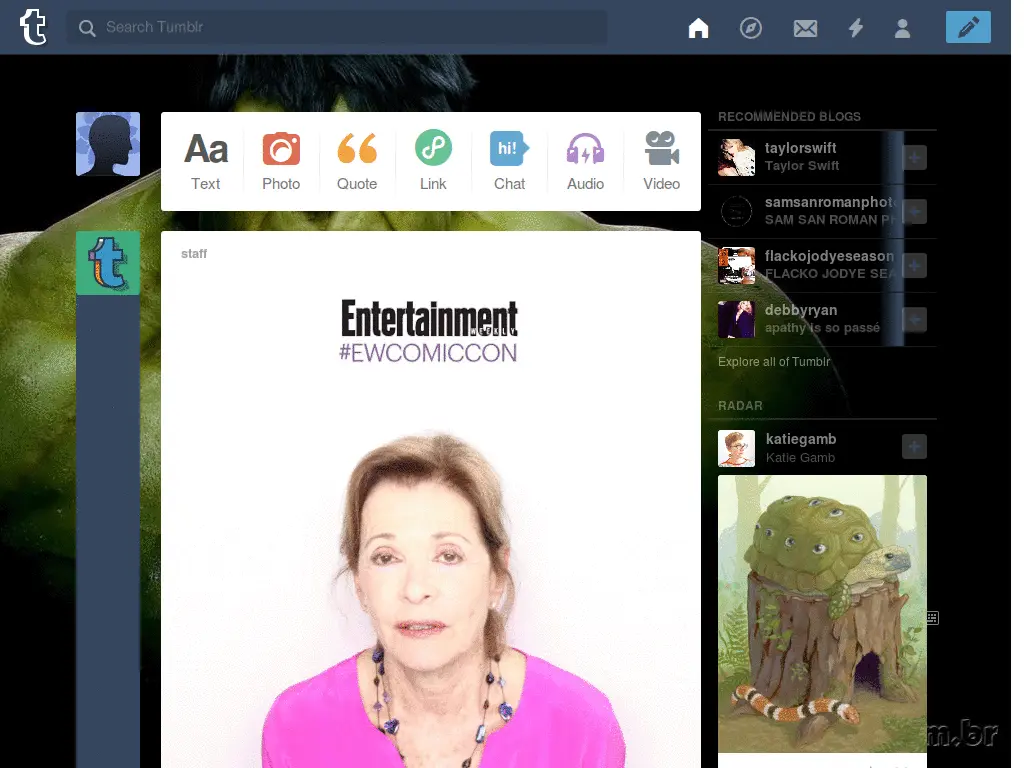 Search Tumblr
Aa
hi!
Text
Photo
Quote
Link
Chat
Audio
Video
staff
Entertainment
WEEKLY
#EWCOMICCON
RECOMMENDED BLOGS
taylorswift
Taylor Swift
samsanromanphot
SAM SAN ROMAN PH
flackojodyeseason
FLACKO JODYE SEA
debbyryan
apathy is so passé
Explore all of Tumblr
RADAR
katiegamb
Katie Gamb
m.br